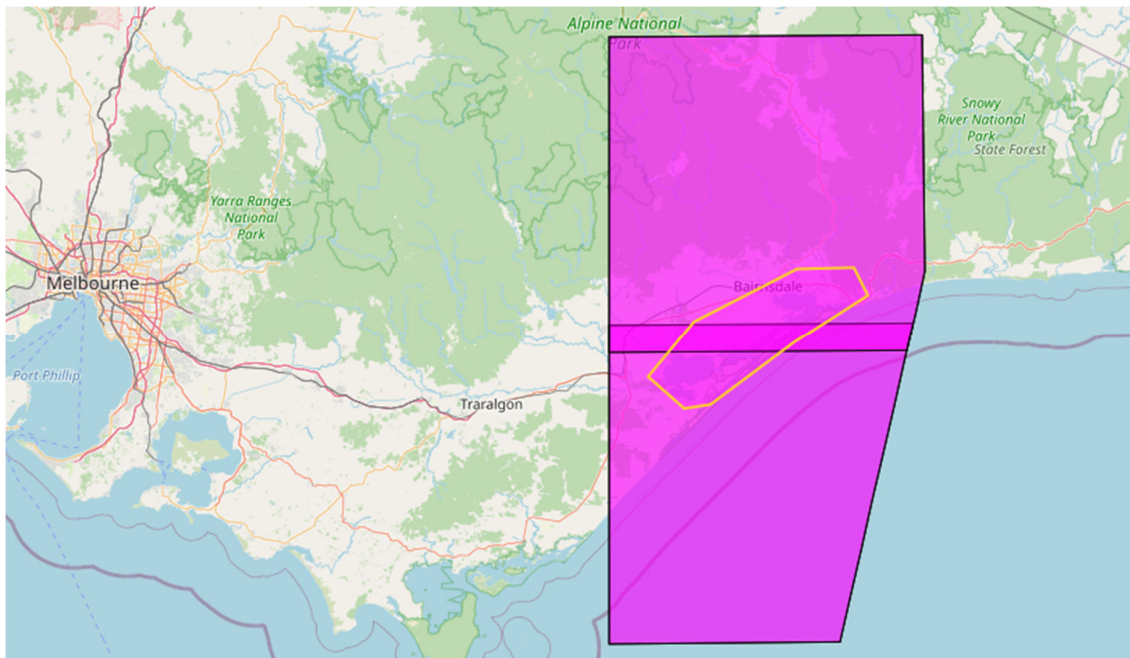 Alpine National
Park
Snowy
River National
Park
State Forest
Yarra Ranges
National
Park
Melbourne
Bairnsdale
Port Phillip
Traralgon